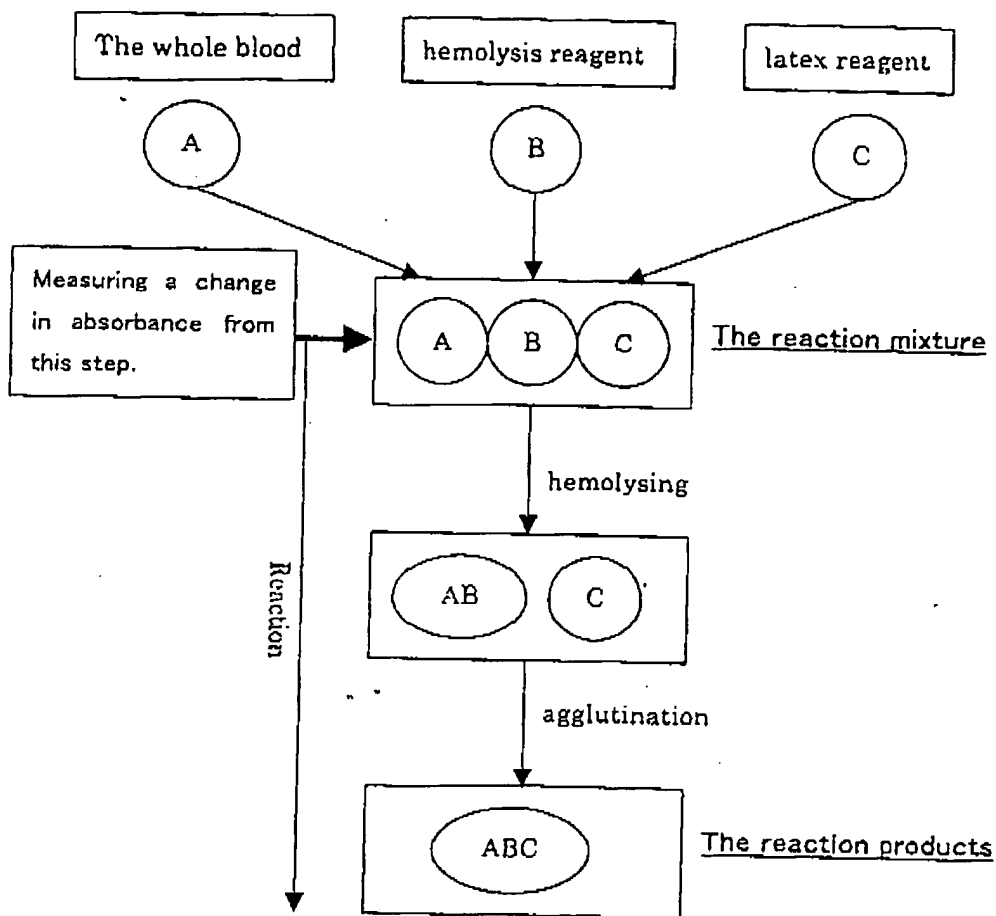 The whole blood
hemolysis reagent
latex reagent
A
B
C
Measuring a change
in absorbance from
this step.
A
B
C
The reaction mixture
hemolysing
Reaction
AB
C
agglutination
ABC
The reaction products